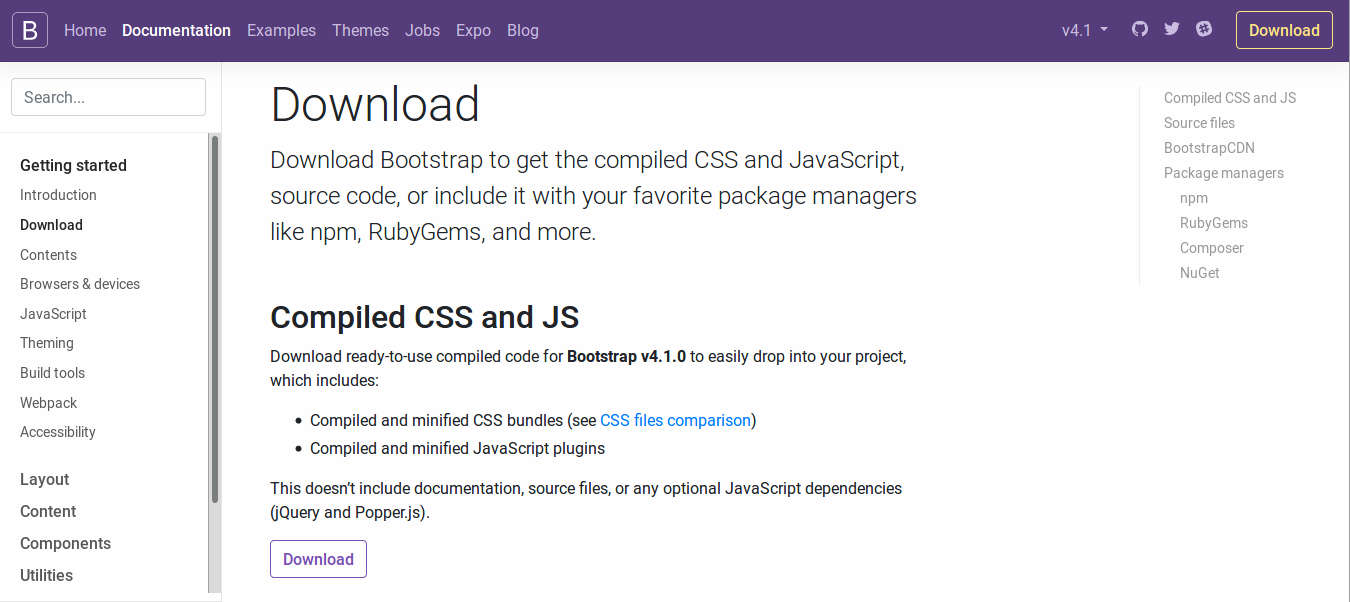 B Home Documentation Examples Themes Jobs Expo Blog v4.1 Download
Search...
Getting started
Introduction
Download
Contents
Browsers & devices
JavaScript
Theming
Build tools
Webpack
Accessibility
Layout
Content
Components
Utilities
Download
Download Bootstrap to get the compiled CSS and JavaScript,
source code, or include it with your favorite package managers
like npm, RubyGems, and more.
Compiled CSS and JS
Download ready-to-use compiled code for Bootstrap v4.1.0 to easily drop into your project,
which includes:
• Compiled and minified CSS bundles (see CSS files comparison)
• Compiled and minified JavaScript plugins
This doesn’t include documentation, source files, or any optional JavaScript dependencies
(jQuery and Popper.js).
Download
Compiled CSS and JS
Source files
BootstrapCDN
Package managers
npm
RubyGems
Composer
NuGet